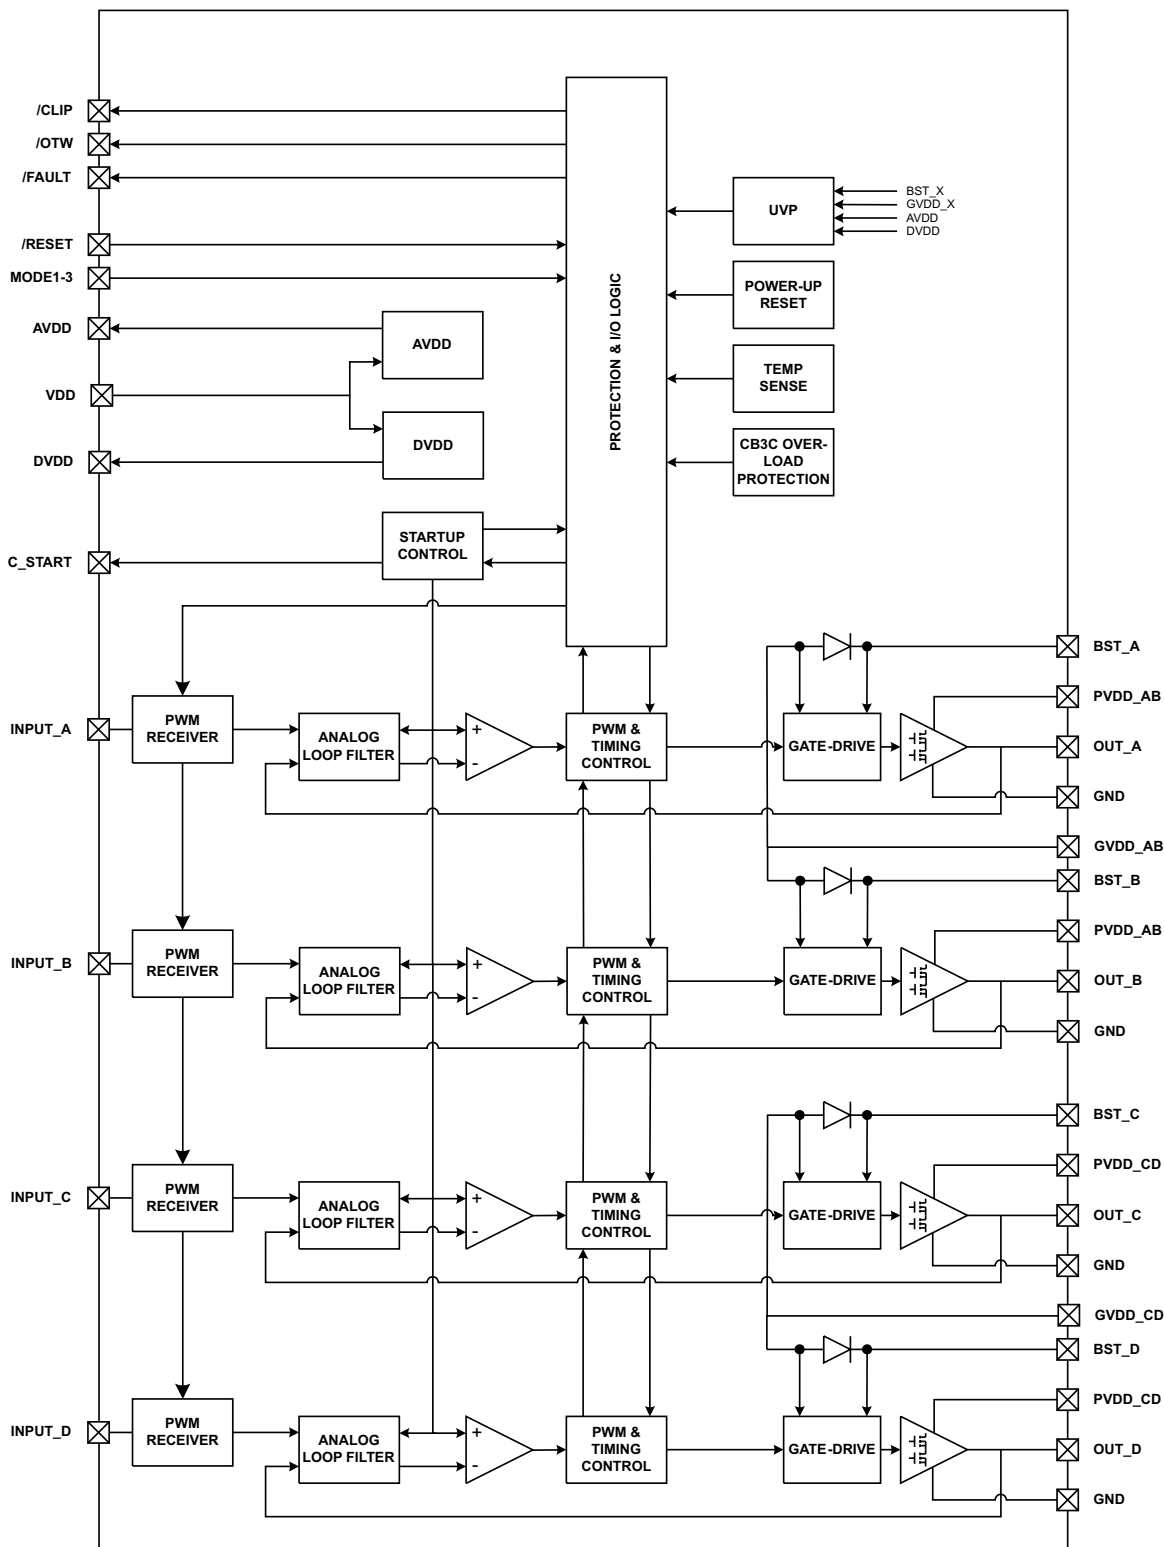 /CLIP
/OTW
/FAULT
/RESET
MODE1-3
AVDD
VDD
DVDD
C_START
AVDD
DVDD
STARTUP
CONTROL
PROTECTION & I/O LOGIC
UVP
BST_X
GVDD_X
AVDD
DVDD
POWER-UP
RESET
TEMP
SENSE
CB3C OVER-
LOAD
PROTECTION
INPUT_A
PWM
RECEIVER
ANALOG
LOOP FILTER
+
-
PWM &
TIMING
CONTROL
GATE-DRIVE
BST_A
PVDD_AB
OUT_A
GND
GVDD_AB
INPUT_B
PWM
RECEIVER
ANALOG
LOOP FILTER
+
-
PWM &
TIMING
CONTROL
GATE-DRIVE
BST_B
PVDD_AB
OUT_B
GND
INPUT_C
PWM
RECEIVER
ANALOG
LOOP FILTER
+
-
PWM &
TIMING
CONTROL
GATE-DRIVE
BST_C
PVDD_CD
OUT_C
GND
GVDD_CD
INPUT_D
PWM
RECEIVER
ANALOG
LOOP FILTER
+
-
PWM &
TIMING
CONTROL
GATE-DRIVE
BST_D
PVDD_CD
OUT_D
GND